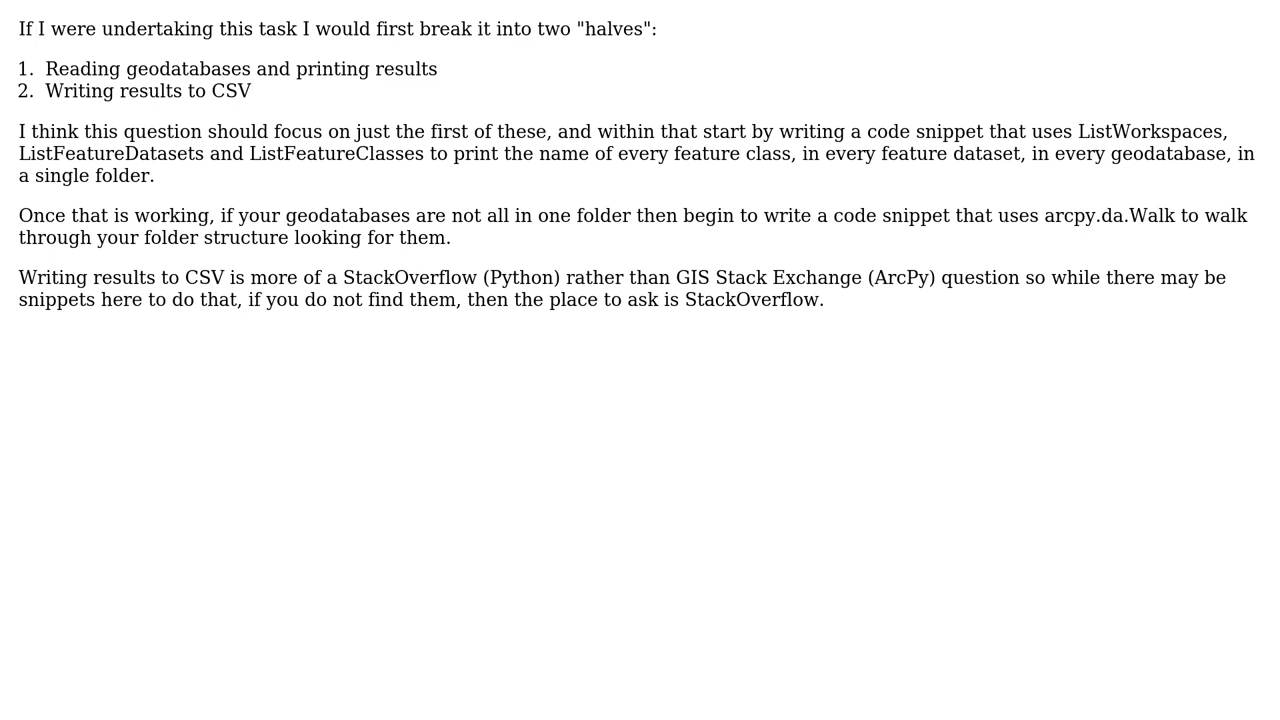 If I were undertaking this task I would first break it into two "halves":
1. Reading geodatabases and printing results
2. Writing results to CSV
I think this question should focus on just the first of these, and within that start by writing a code snippet that uses ListWorkspaces,
ListFeatureDatasets and ListFeatureClasses to print the name of every feature class, in every feature dataset, in every geodatabase, in
a single folder.
Once that is working, if your geodatabases are not all in one folder then begin to write a code snippet that uses arcpy.da.Walk to walk
through your folder structure looking for them.
Writing results to CSV is more of a StackOverflow (Python) rather than GIS Stack Exchange (ArcPy) question so while there may be
snippets here to do that, if you do not find them, then the place to ask is StackOverflow.